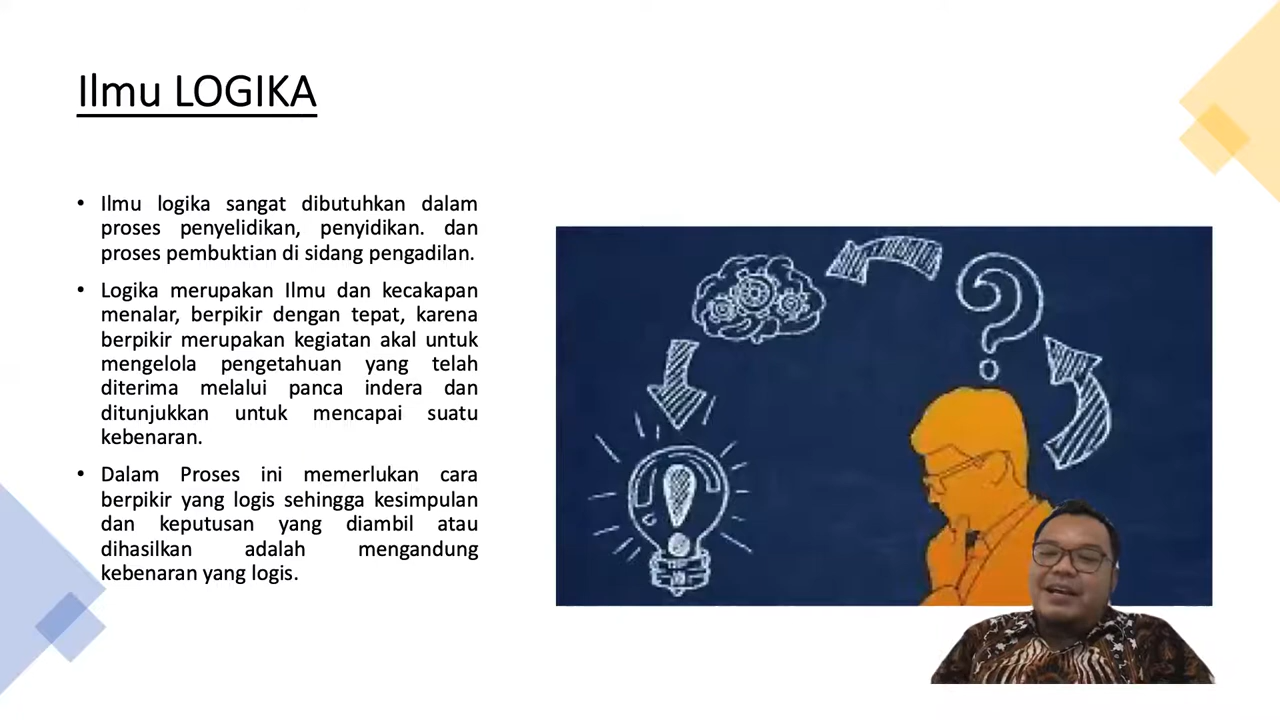 Ilmu LOGIKA
• Ilmu logika sangat dibutuhkan dalam
proses penyelidikan, penyidikan. dan
proses pembuktian di sidang pengadilan.
• Logika merupakan Ilmu dan kecakapan
menalar, berpikir dengan tepat, karena
berpikir merupakan kegiatan akal untuk
mengelola pengetahuan yang telah
diterima melalui panca indera dan
ditunjukkan untuk mencapai suatu
kebenaran.
• Dalam Proses ini memerlukan cara
berpikir yang logis sehingga kesimpulan
dan keputusan yang diambil atau
dihasilkan adalah mengandung
kebenaran yang logis.